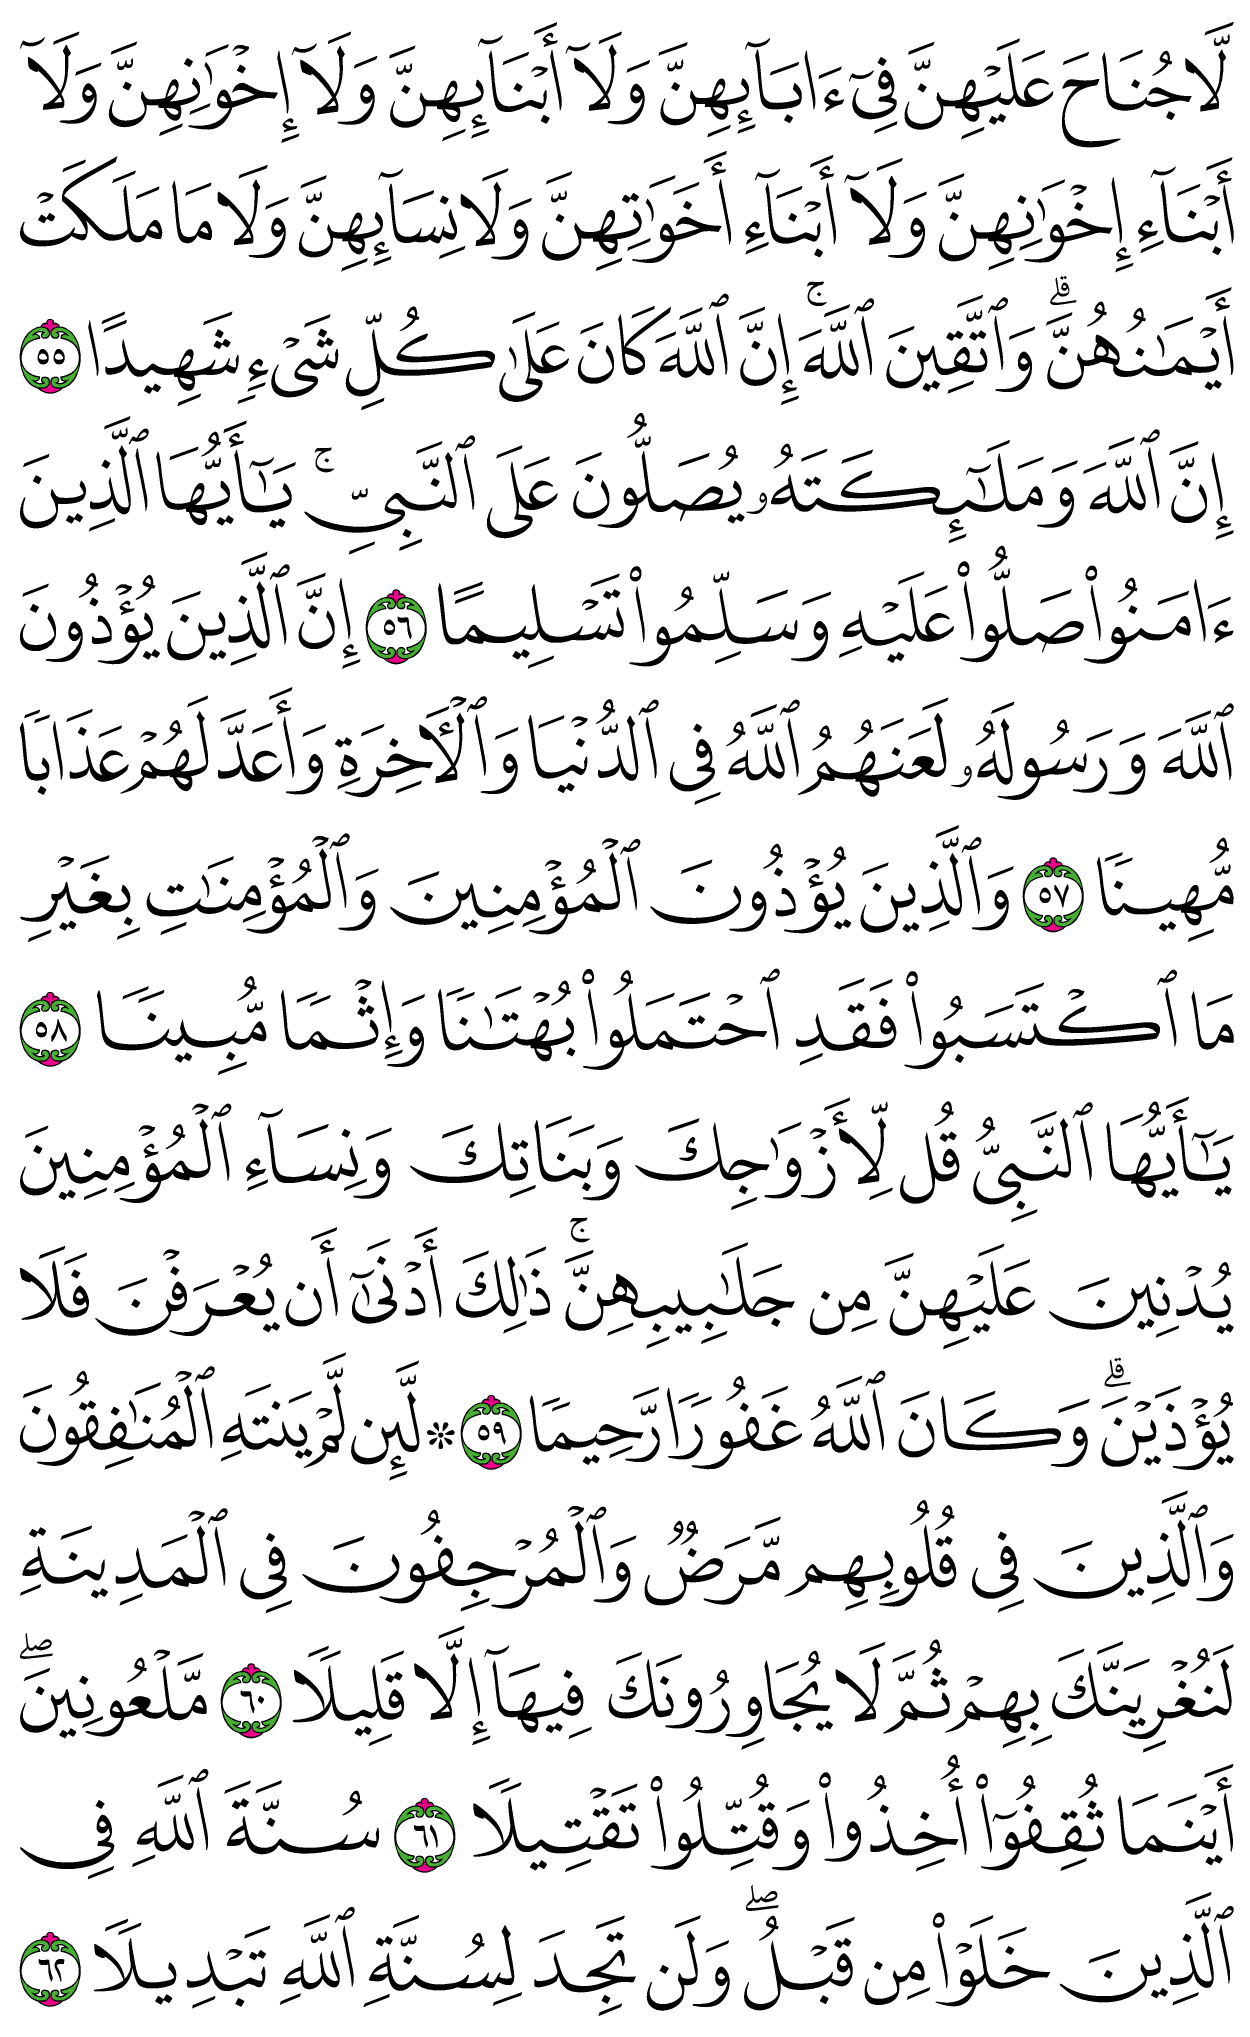 لَّا جُنَاحَ عَلَيْهِنَّ فِىٓ ءَابَآئِهِنَّ وَلَآ أَبْنَآئِهِنَّ وَلَآ إِخْوَٰنِهِنَّ وَلَآ
أَبْنَآءِ إِخْوَٰنِهِنَّ وَلَآ أَبْنَآءِ أَخَوَٰتِهِنَّ وَلَا نِسَآئِهِنَّ وَلَا مَا مَلَكَتْ
أَيْمَٰنُهُنَّ ۗ وَٱتَّقِينَ ٱللَّهَ ۚ إِنَّ ٱللَّهَ كَانَ عَلَىٰ كُلِّ شَىْءٍ شَهِيدًا ٥٥
إِنَّ ٱللَّهَ وَمَلَٰٓئِكَتَهُۥ يُصَلُّونَ عَلَى ٱلنَّبِىِّ ۚ يَٰٓأَيُّهَا ٱلَّذِينَ
ءَامَنُوا۟ صَلُّوا۟ عَلَيْهِ وَسَلِّمُوا۟ تَسْلِيمًا ٥٦ إِنَّ ٱلَّذِينَ يُؤْذُونَ
ٱللَّهَ وَرَسُولَهُۥ لَعَنَهُمُ ٱللَّهُ فِى ٱلدُّنْيَا وَٱلْأَخِرَةِ وَأَعَدَّ لَهُمْ عَذَابًا
مُّهِينًا ٥٧ وَٱلَّذِينَ يُؤْذُونَ ٱلْمُؤْمِنِينَ وَٱلْمُؤْمِنَٰتِ بِغَيْرِ
مَا ٱكْتَسَبُوا۟ فَقَدِ ٱحْتَمَلُوا۟ بُهْتَٰنًا وَإِثْمًا مُّبِينًا ٥٨
يَٰٓأَيُّهَا ٱلنَّبِىُّ قُل لِّأَزْوَٰجِكَ وَبَنَاتِكَ وَنِسَآءِ ٱلْمُؤْمِنِينَ
يُدْنِينَ عَلَيْهِنَّ مِن جَلَٰبِيبِهِنَّ ۚ ذَٰلِكَ أَدْنَىٰٓ أَن يُعْرَفْنَ فَلَا
يُؤْذَيْنَ ۗ وَكَانَ ٱللَّهُ غَفُورًا رَّحِيمًا ٥٩ * لَّئِن لَّمْ يَنتَهِ ٱلْمُنَٰفِقُونَ
وَٱلَّذِينَ فِى قُلُوبِهِم مَّرَضٌ وَٱلْمُرْجِفُونَ فِى ٱلْمَدِينَةِ
لَنُغْرِيَنَّكَ بِهِمْ ثُمَّ لَا يُجَاوِرُونَكَ فِيهَآ إِلَّا قَلِيلًا ٦٠ مَّلْعُونِينَ ۖ
أَيْنَمَا ثُقِفُوٓا۟ أُخِذُوا۟ وَقُتِّلُوا۟ تَقْتِيلًا ٦١ سُنَّةَ ٱللَّهِ فِى
ٱلَّذِينَ خَلَوْا۟ مِن قَبْلُ ۖ وَلَن تَجِدَ لِسُنَّةِ ٱللَّهِ تَبْدِيلًا ٦٢